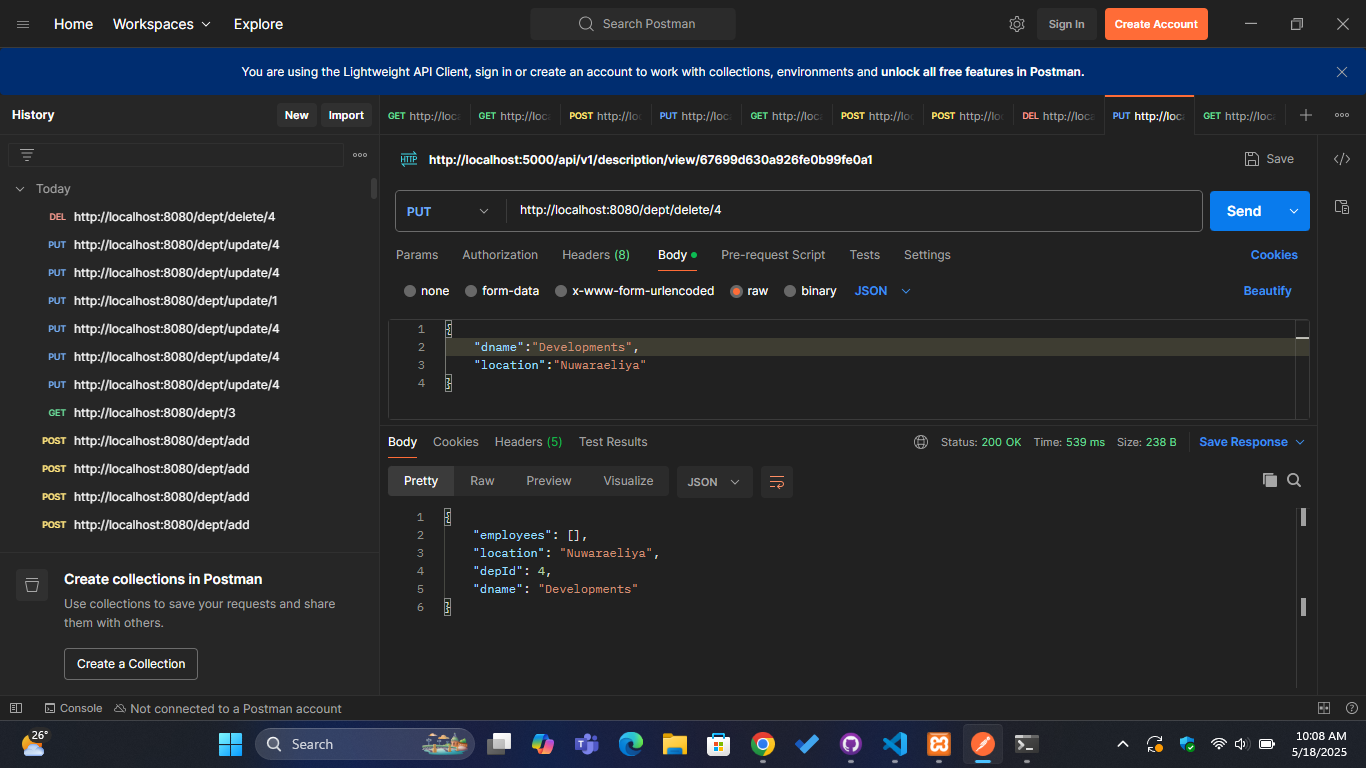 Home Workspaces Explore Search Postman Sign In Create Account
You are using the Lightweight API Client, sign in or create an account to work with collections, environments and unlock all free features in Postman.
History New Import
GET http://loc GET http://loc POST http://lo PUT http://loc GET http://loc POST http://lo POST http://lo DEL http://loca PUT http://loc GET http://loc
http://localhost:5000/api/v1/description/view/67699d630a926fe0b99fe0a1 Save
Today
DEL http://localhost:8080/dept/delete/4
PUT http://localhost:8080/dept/update/4
PUT http://localhost:8080/dept/update/4
PUT http://localhost:8080/dept/update/1
PUT http://localhost:8080/dept/update/4
PUT http://localhost:8080/dept/update/4
PUT http://localhost:8080/dept/update/4
GET http://localhost:8080/dept/3
POST http://localhost:8080/dept/add
POST http://localhost:8080/dept/add
POST http://localhost:8080/dept/add
POST http://localhost:8080/dept/add
Create collections in Postman
Use collections to save your requests and share
them with others.
Create a Collection
PUT http://localhost:8080/dept/delete/4 Send
Params Authorization Headers (8) Body Pre-request Script Tests Settings Cookies
none form-data x-www-form-urlencoded raw binary JSON Beautify
1 {
2 "dname":"Developments",
3 "location":"Nuwaraeliya"
4 }
Body Cookies Headers (5) Test Results Status: 200 OK Time: 539 ms Size: 238 B Save Response
Pretty Raw Preview Visualize JSON
1 {
2 "employees": [],
3 "location": "Nuwaraeliya",
4 "depId": 4,
5 "dname": "Developments"
6 }
Console Not connected to a Postman account
26° Search 10:08 AM
5/18/2025